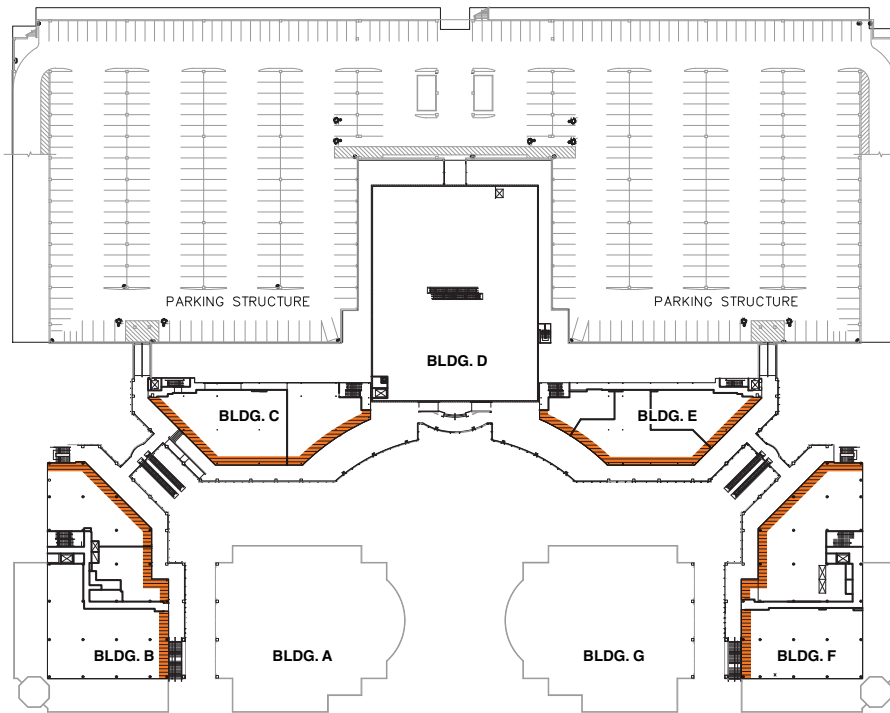 PARKING STRUCTURE
PARKING STRUCTURE
BLDG. D
BLDG. C
BLDG. E
BLDG. B
BLDG. A
BLDG. G
BLDG. F